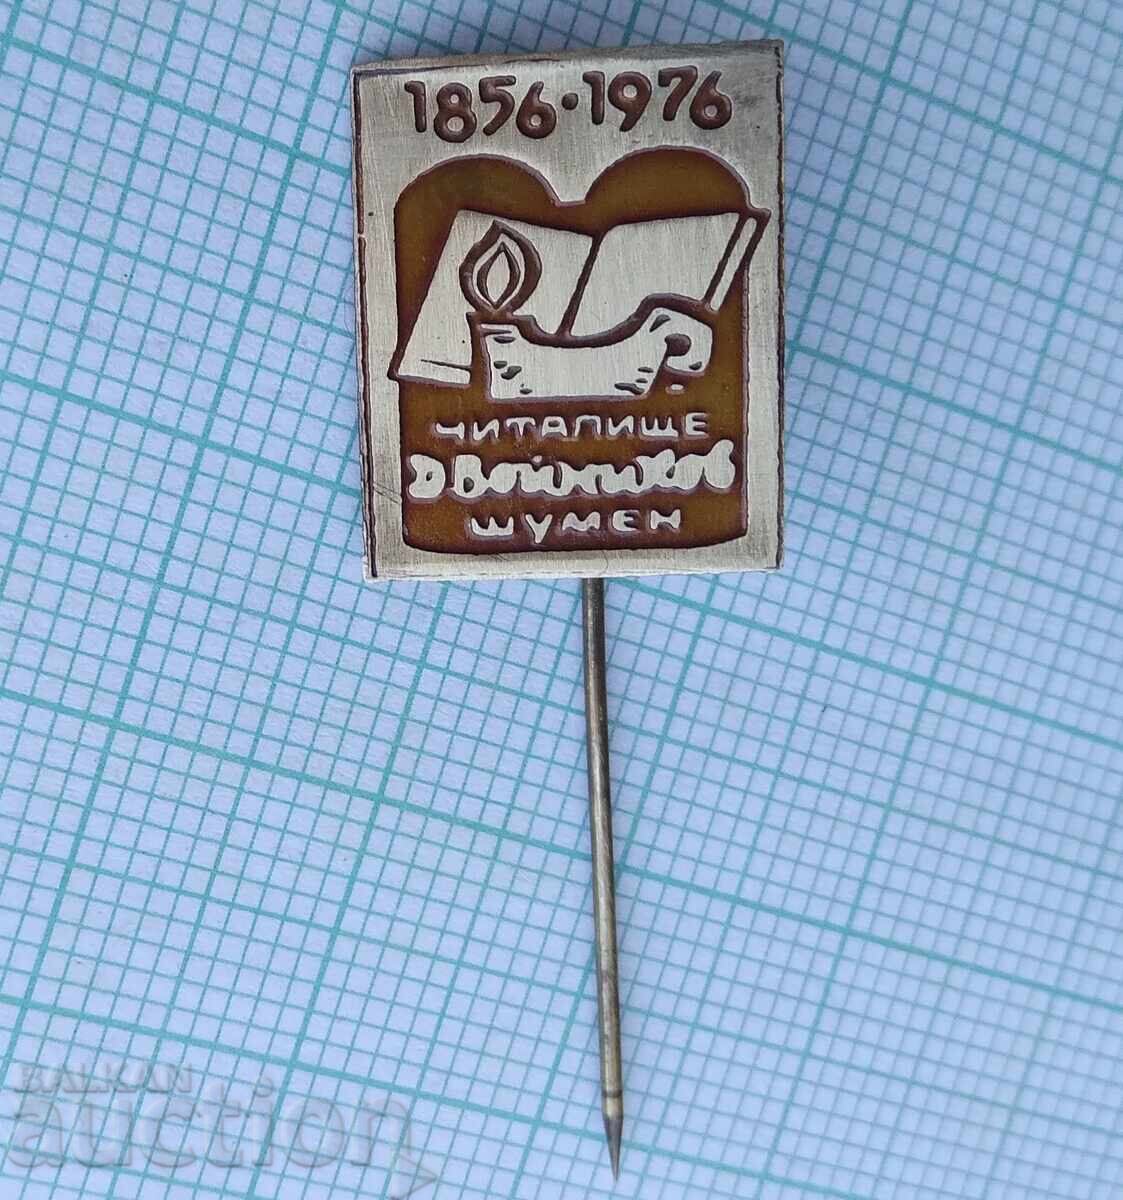 1856·1976
ЧИТАЛИЩЕ
Д Войников
ШУМЕН
BALKAN
auction